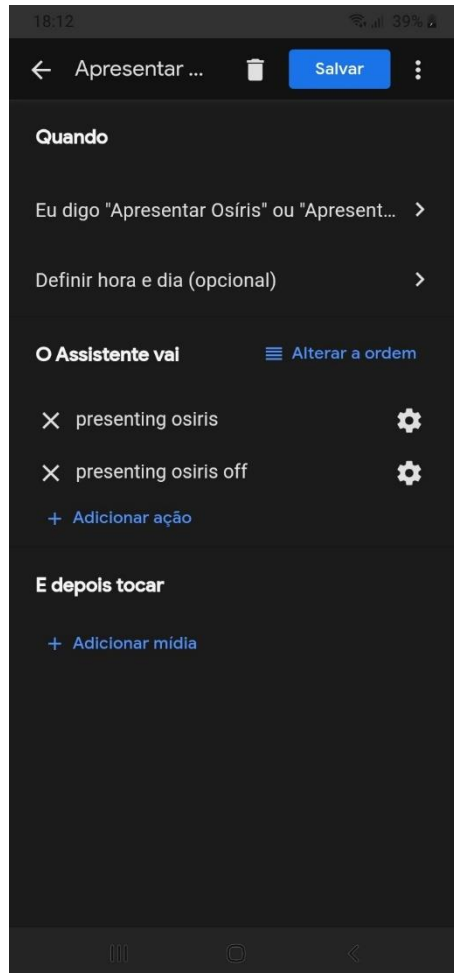 18:12 39%
Apresentar ... Salvar
Quando
Eu digo "Apresentar Osíris" ou "Apresent...
Definir hora e dia (opcional)
O Assistente vai Alterar a ordem
presenting osiris
presenting osiris off
+ Adicionar ação
E depois tocar
+ Adicionar mídia